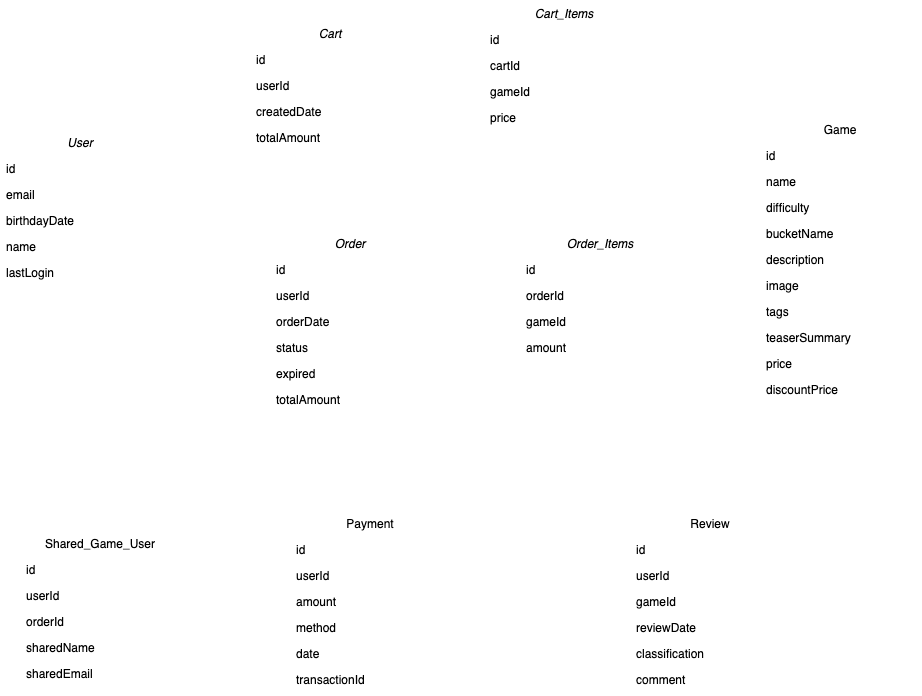 Cart_Items
id
cartId
gameId
price
Cart
id
userId
createdDate
totalAmount
Game
id
name
difficulty
bucketName
description
image
tags
teaserSummary
price
discountPrice
User
id
email
birthdayDate
name
lastLogin
Order
id
userId
orderDate
status
expired
totalAmount
Order_Items
id
orderId
gameId
amount
Payment
id
userId
amount
method
date
transactionId
Review
id
userId
gameId
reviewDate
classification
comment
Shared_Game_User
id
userId
orderId
sharedName
sharedEmail